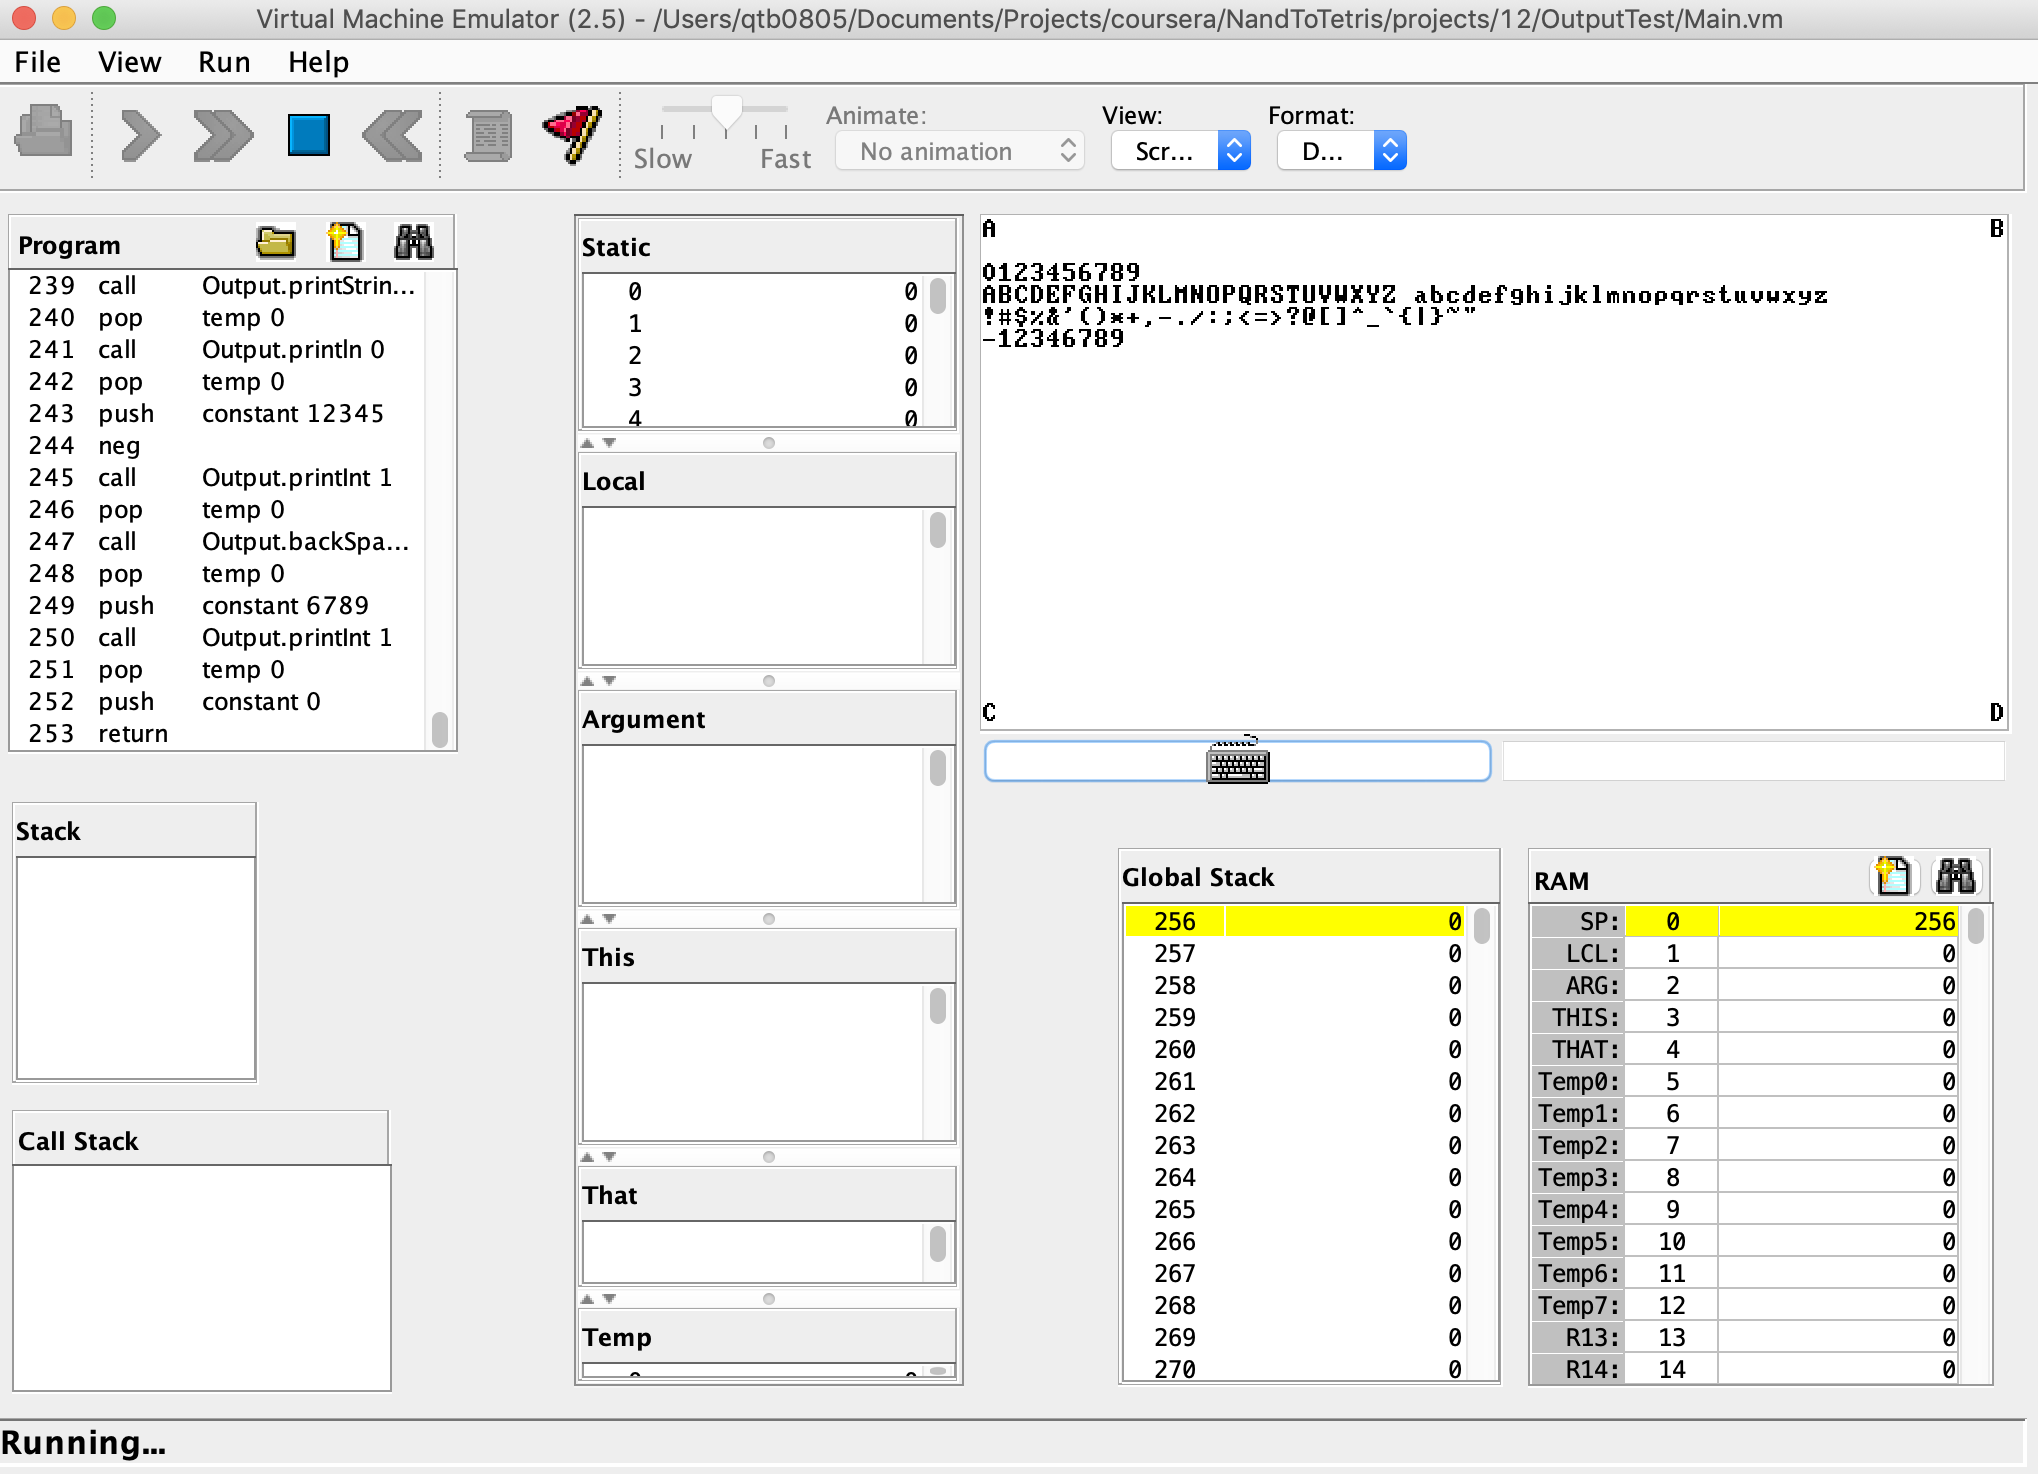 Virtual Machine Emulator (2.5) - /Users/qtb0805/Documents/Projects/coursera/NandToTetris/projects/12/OutputTest/Main.vm
File View Run Help
Slow Fast
Animate:
No animation
View:
Scr...
Format:
D...
Program
239 call Output.printStrin...
240 pop temp 0
241 call Output.println 0
242 pop temp 0
243 push constant 12345
244 neg
245 call Output.printInt 1
246 pop temp 0
247 call Output.backSpa...
248 pop temp 0
249 push constant 6789
250 call Output.printInt 1
251 pop temp 0
252 push constant 0
253 return
Stack
Call Stack
Static
0 0
1 0
2 0
3 0
4 0
Local
Argument
This
That
Temp
0 0
A B
0123456789
ABCDEFGHIJKLMNOPQRSTUVWXYZ abcdefghijklmnopqrstuvwxyz
!#$%&'()*+,-./:;<=>?@[]^_`{|}~"
-12346789
C D
Global Stack
256 0
257 0
258 0
259 0
260 0
261 0
262 0
263 0
264 0
265 0
266 0
267 0
268 0
269 0
270 0
RAM
SP: 0 256
LCL: 1 0
ARG: 2 0
THIS: 3 0
THAT: 4 0
Temp0: 5 0
Temp1: 6 0
Temp2: 7 0
Temp3: 8 0
Temp4: 9 0
Temp5: 10 0
Temp6: 11 0
Temp7: 12 0
R13: 13 0
R14: 14 0
Running...